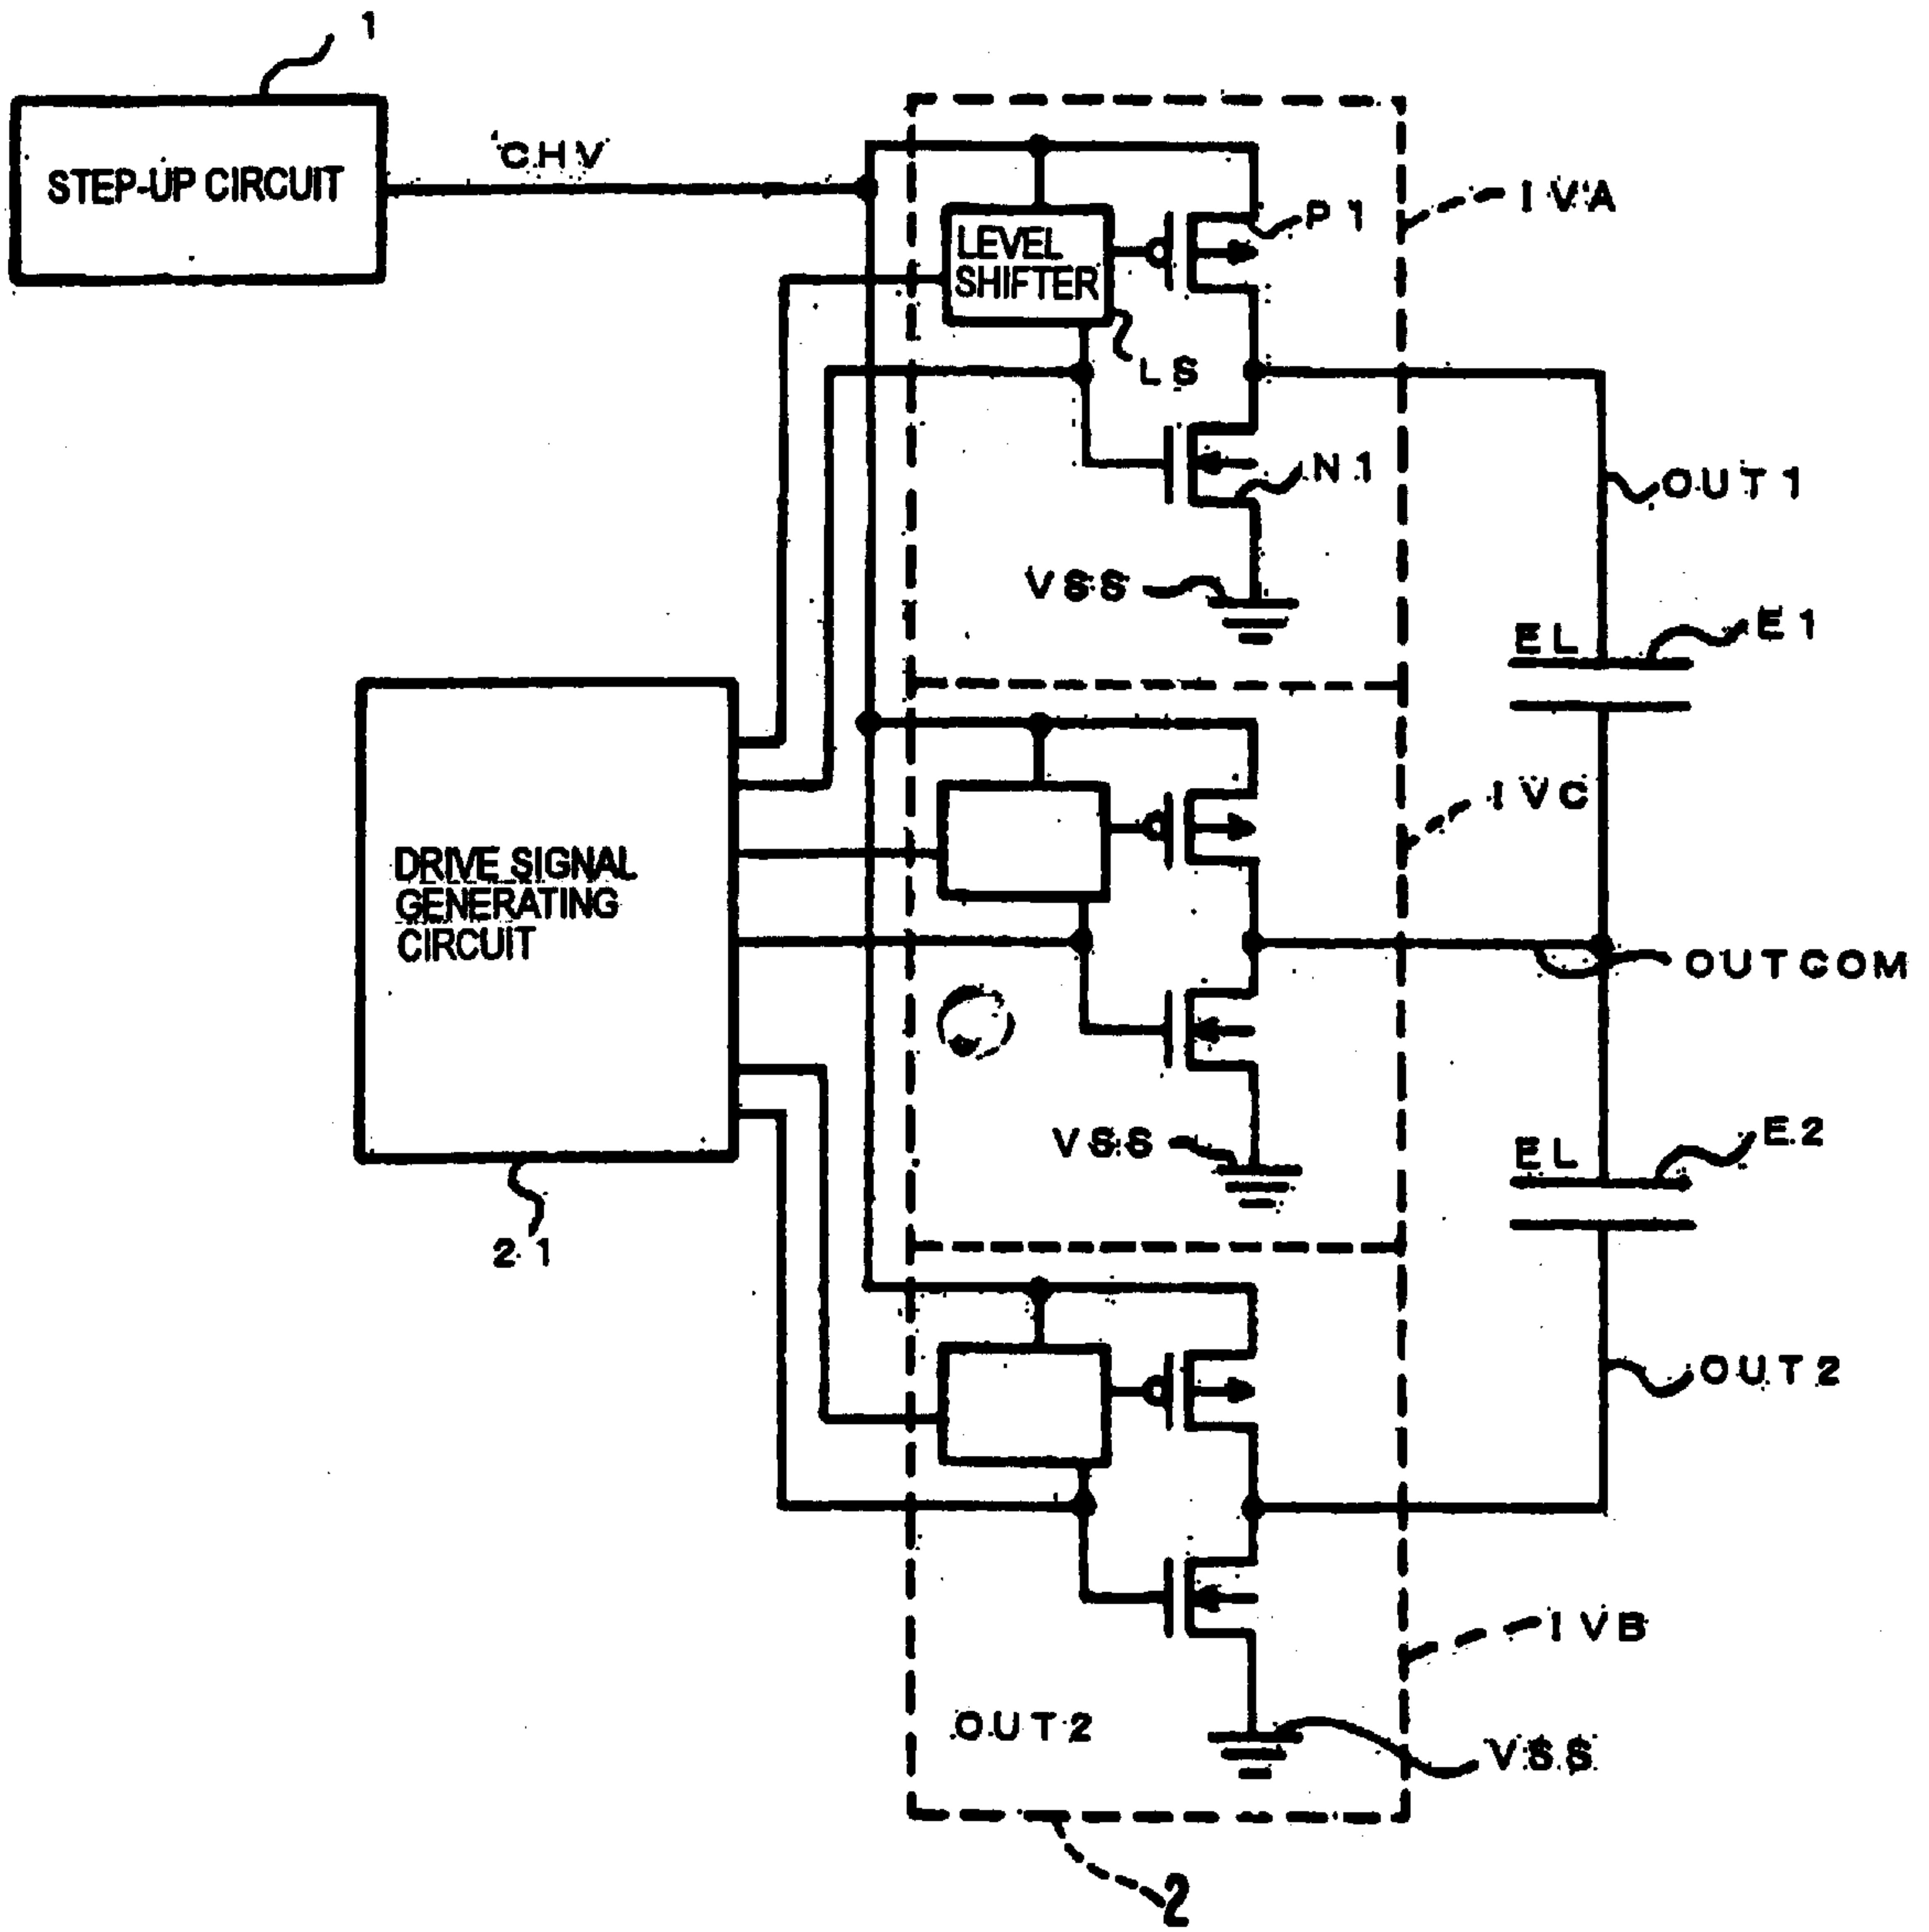 1
STEP-UP CIRCUIT
CHV
LEVEL
SHIFTER
P1
IVA
LS
N1
OUT1
VSS
EL
E1
IVC
DRIVE SIGNAL
GENERATING
CIRCUIT
OUTCOM
VSS
EL
E2
21
OUT2
IVB
OUT2
VSS
2